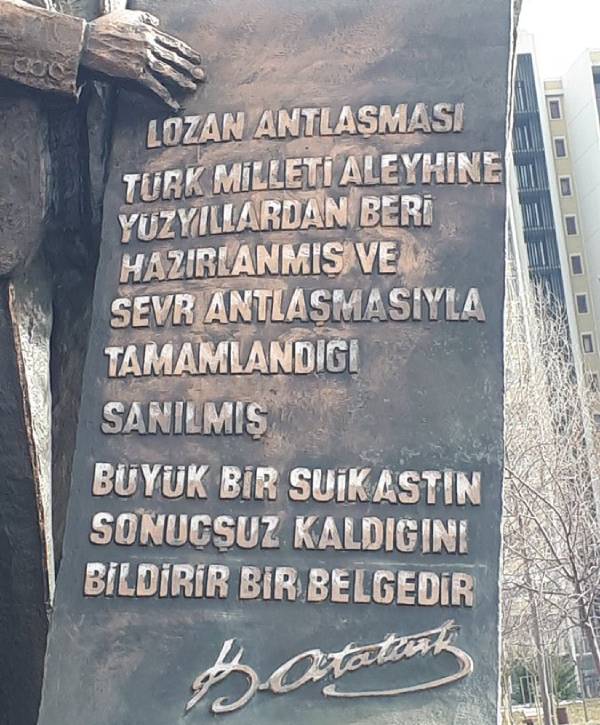 LOZAN ANTLAŞMASI
TÜRK MİLLETİ ALEYHİNE
YÜZYILLARDAN BERİ
HAZIRLANMIŞ VE
SEVR ANTLAŞMASIYLA
TAMAMLANDIĞI
SANILMIŞ
BÜYÜK BİR SUİKASTIN
SONUÇSUZ KALDIĞINI
BİLDİRİR BİR BELGEDİR
K. Atatürk